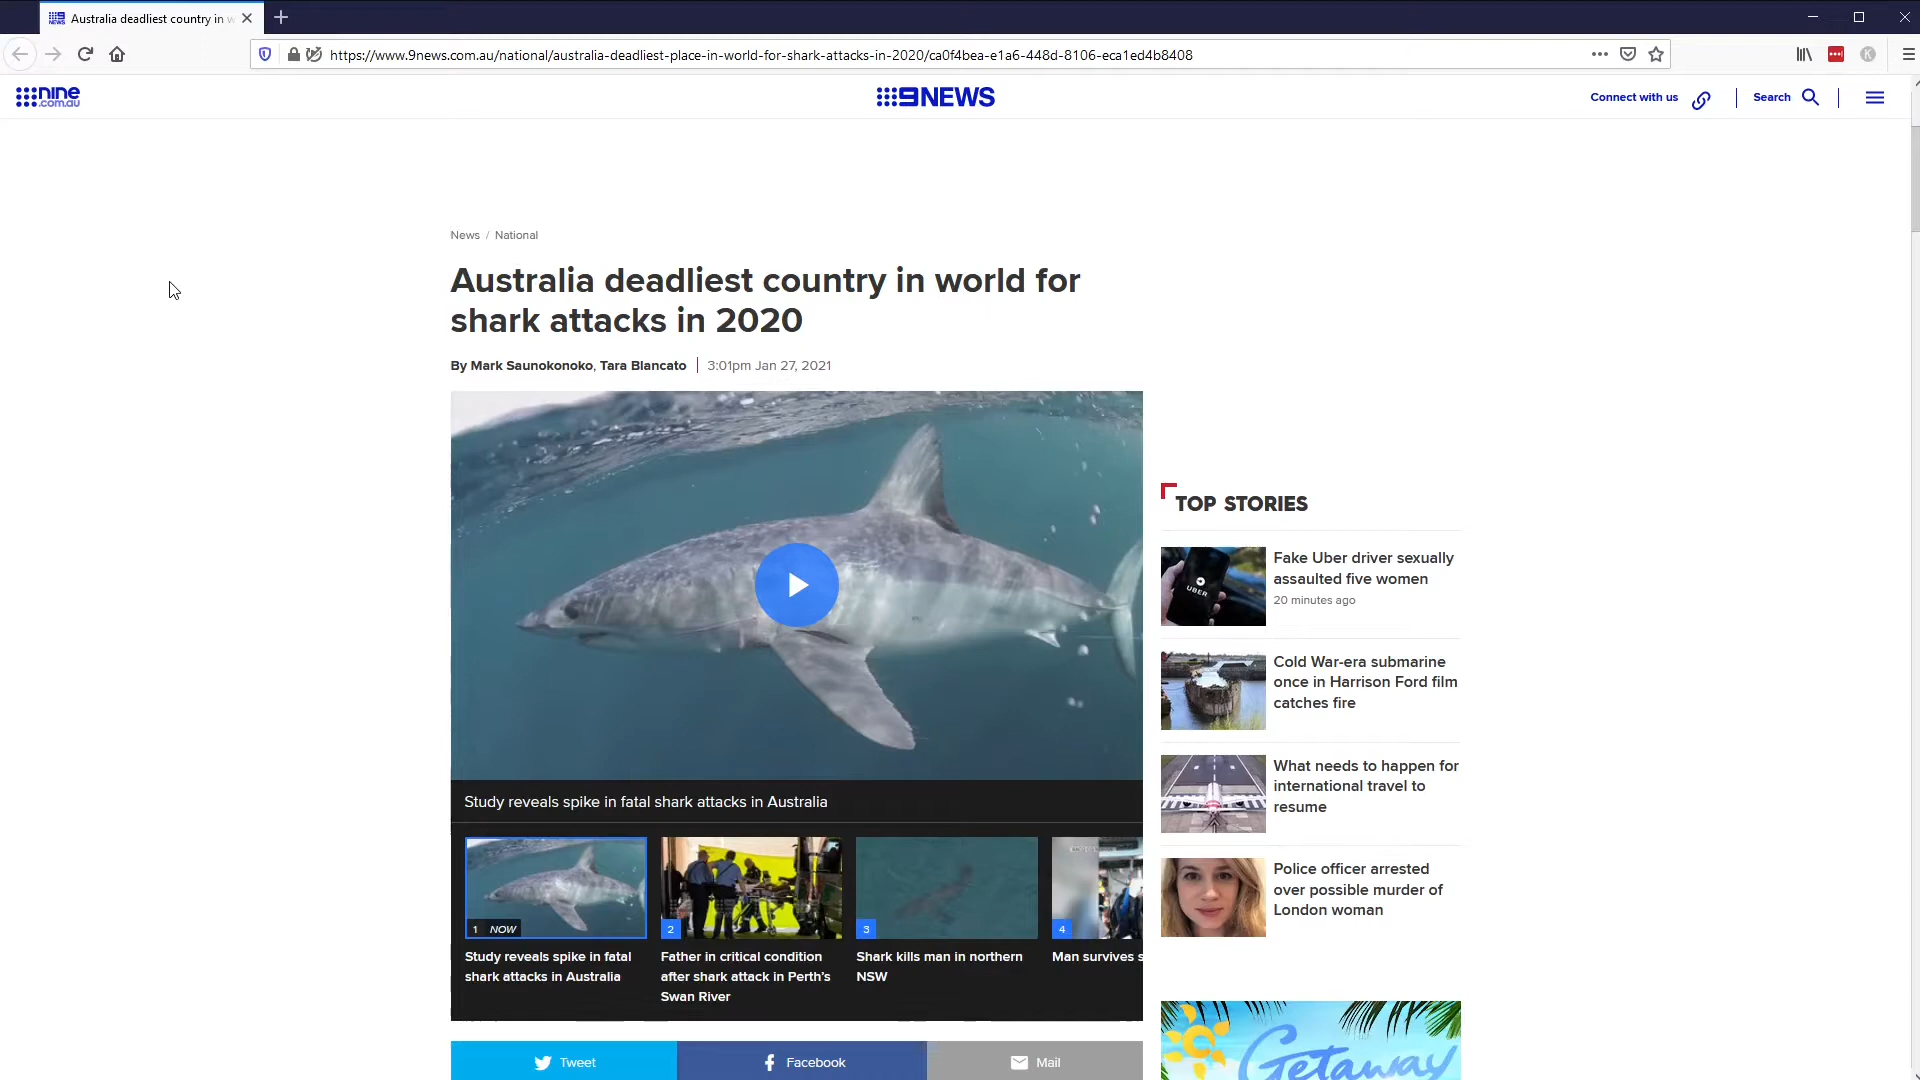 Australia deadliest country in w
https://www.9news.com.au/national/australia-deadliest-place-in-world-for-shark-attacks-in-2020/ca0f4bea-e1a6-448d-8106-eca1ed4b8408
nine
.com.au
9NEWS
Connect with us
Search
News / National
Australia deadliest country in world for
shark attacks in 2020
By Mark Saunokonoko, Tara Blancato | 3:01pm Jan 27, 2021
Study reveals spike in fatal shark attacks in Australia
1 NOW
Study reveals spike in fatal
shark attacks in Australia
2
Father in critical condition
after shark attack in Perth's
Swan River
3
Shark kills man in northern
NSW
4
Man survives s
Tweet
Facebook
Mail
TOP STORIES
UBER
Fake Uber driver sexually
assaulted five women
20 minutes ago
Cold War-era submarine
once in Harrison Ford film
catches fire
What needs to happen for
international travel to
resume
Police officer arrested
over possible murder of
London woman
Getaway